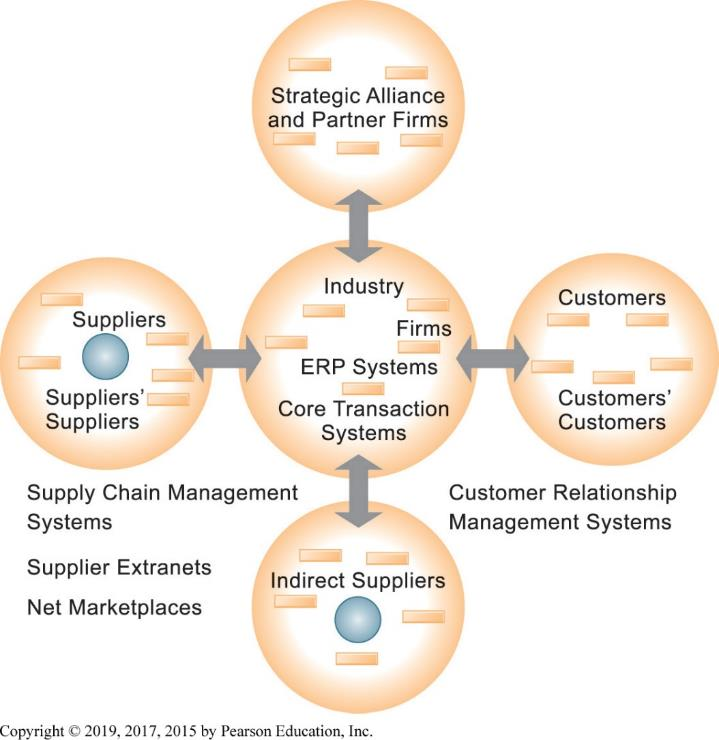 Strategic Alliance
and Partner Firms
Industry
Firms
ERP Systems
Core Transaction
Systems
Suppliers
Suppliers’
Suppliers
Customers
Customers’
Customers
Supply Chain Management
Systems
Supplier Extranets
Net Marketplaces
Customer Relationship
Management Systems
Indirect Suppliers
Copyright © 2019, 2017, 2015 by Pearson Education, Inc.